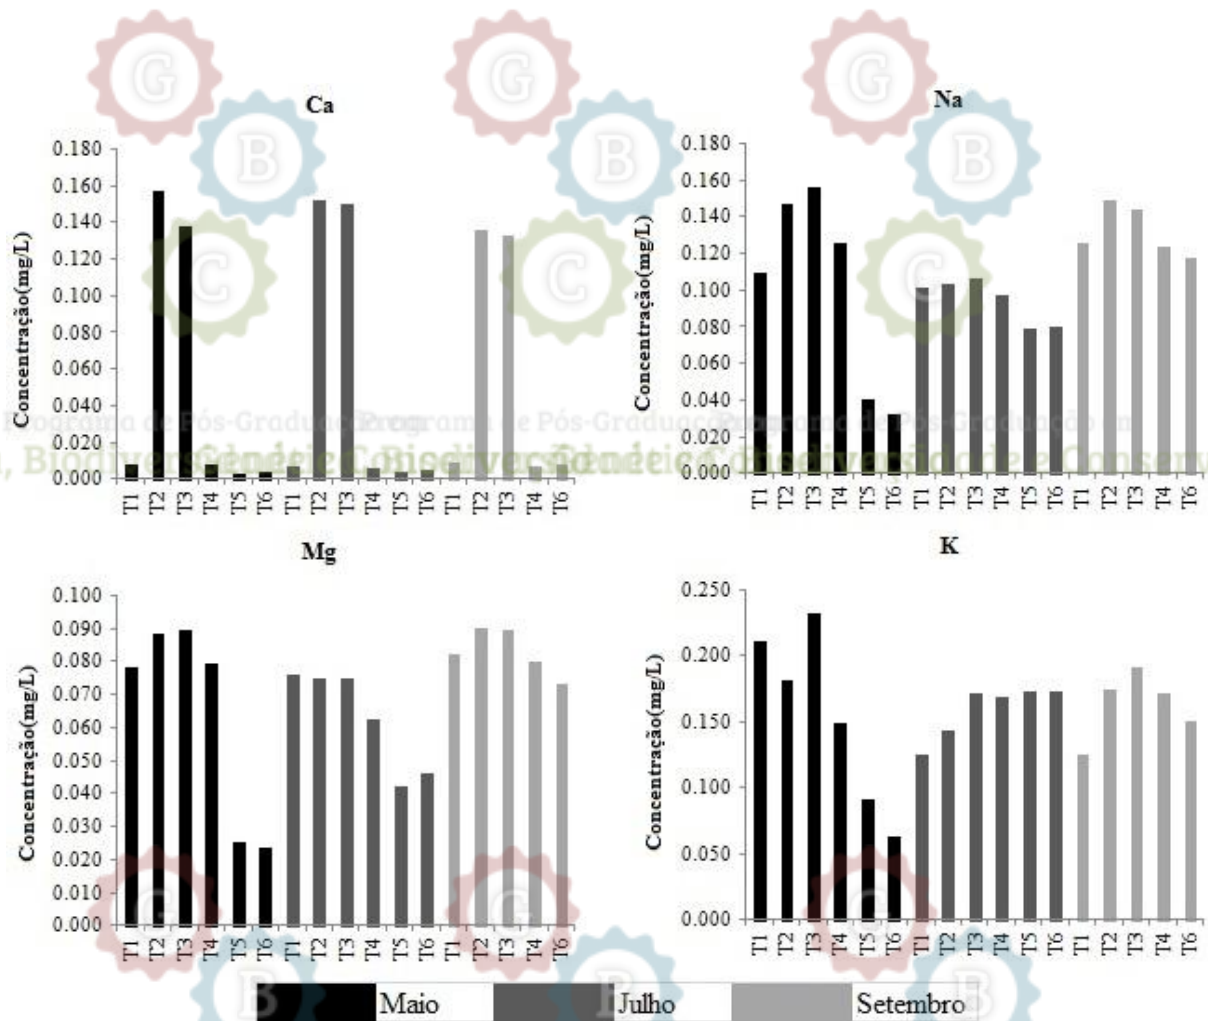 Ca
Concentração(mg/L)
0.180
0.160
0.140
0.120
0.100
0.080
0.060
0.040
0.020
0.000
T1 T2 T3 T4 T5 T6 T1 T2 T3 T4 T5 T6 T1 T2 T3 T4 T6
Na
Concentração(mg/L)
0.180
0.160
0.140
0.120
0.100
0.080
0.060
0.040
0.020
0.000
T1 T2 T3 T4 T5 T6 T1 T2 T3 T4 T5 T6 T1 T2 T3 T4 T6
Mg
Concentração(mg/L)
0.100
0.090
0.080
0.070
0.060
0.050
0.040
0.030
0.020
0.010
0.000
T1 T2 T3 T4 T5 T6 T1 T2 T3 T4 T5 T6 T1 T2 T3 T4 T6
K
Concentração(mg/L)
0.250
0.200
0.150
0.100
0.050
0.000
T1 T2 T3 T4 T5 T6 T1 T2 T3 T4 T5 T6 T1 T2 T3 T4 T6
Maio Julho Setembro
G G G
B B B
C C
Programa de Pós-Graduação
G G G
B B B